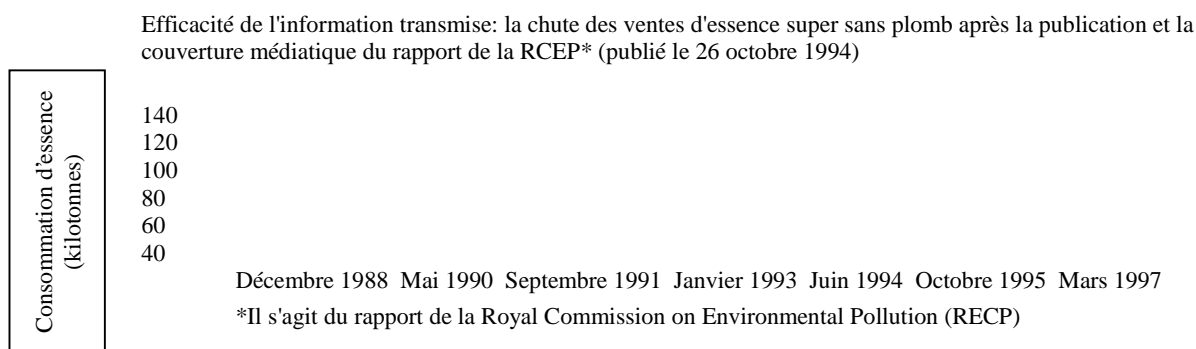 Efficacité de l'information transmise: la chute des ventes d'essence super sans plomb après la publication et la
couverture médiatique du rapport de la RCEP* (publié le 26 octobre 1994)
Consommation d'essence
(kilotonnes)
140
120
100
80
60
40
Décembre 1988 Mai 1990 Septembre 1991 Janvier 1993 Juin 1994 Octobre 1995 Mars 1997
*Il s'agit du rapport de la Royal Commission on Environmental Pollution (RECP)